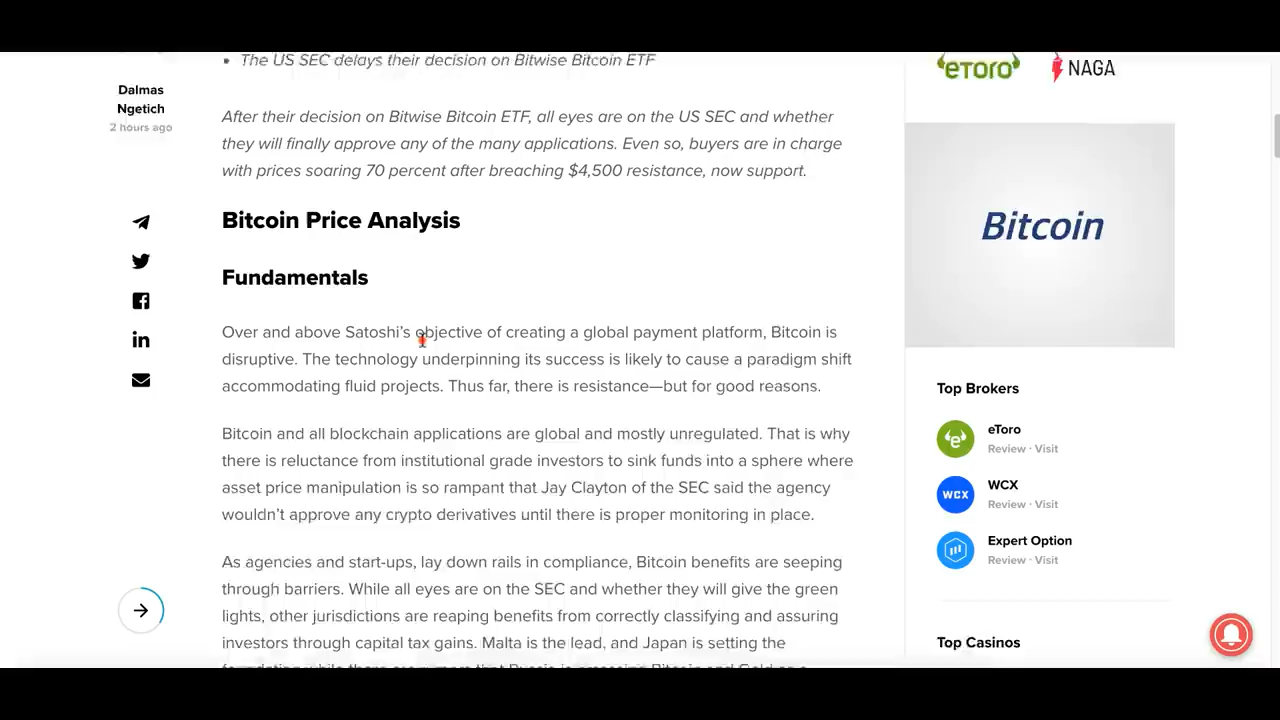 The US SEC delays their decision on Bitwise Bitcoin ETF
Dalmas
Ngetich
2 hours ago
After their decision on Bitwise Bitcoin ETF, all eyes are on the US SEC and whether
they will finally approve any of the many applications. Even so, buyers are in charge
with prices soaring 70 percent after breaching $4,500 resistance, now support.
Bitcoin Price Analysis
Fundamentals
Over and above Satoshi's objective of creating a global payment platform, Bitcoin is
disruptive. The technology underpinning its success is likely to cause a paradigm shift
accommodating fluid projects. Thus far, there is resistance—but for good reasons.
Bitcoin and all blockchain applications are global and mostly unregulated. That is why
there is reluctance from institutional grade investors to sink funds into a sphere where
asset price manipulation is so rampant that Jay Clayton of the SEC said the agency
wouldn't approve any crypto derivatives until there is proper monitoring in place.
As agencies and start-ups, lay down rails in compliance, Bitcoin benefits are seeping
through barriers. While all eyes are on the SEC and whether they will give the green
lights, other jurisdictions are reaping benefits from correctly classifying and assuring
investors through capital tax gains. Malta is the lead, and Japan is setting the
eToro
NAGA
Bitcoin
Top Brokers
eToro
Review · Visit
WCX
WCX
Review · Visit
Expert Option
Review · Visit
Top Casinos